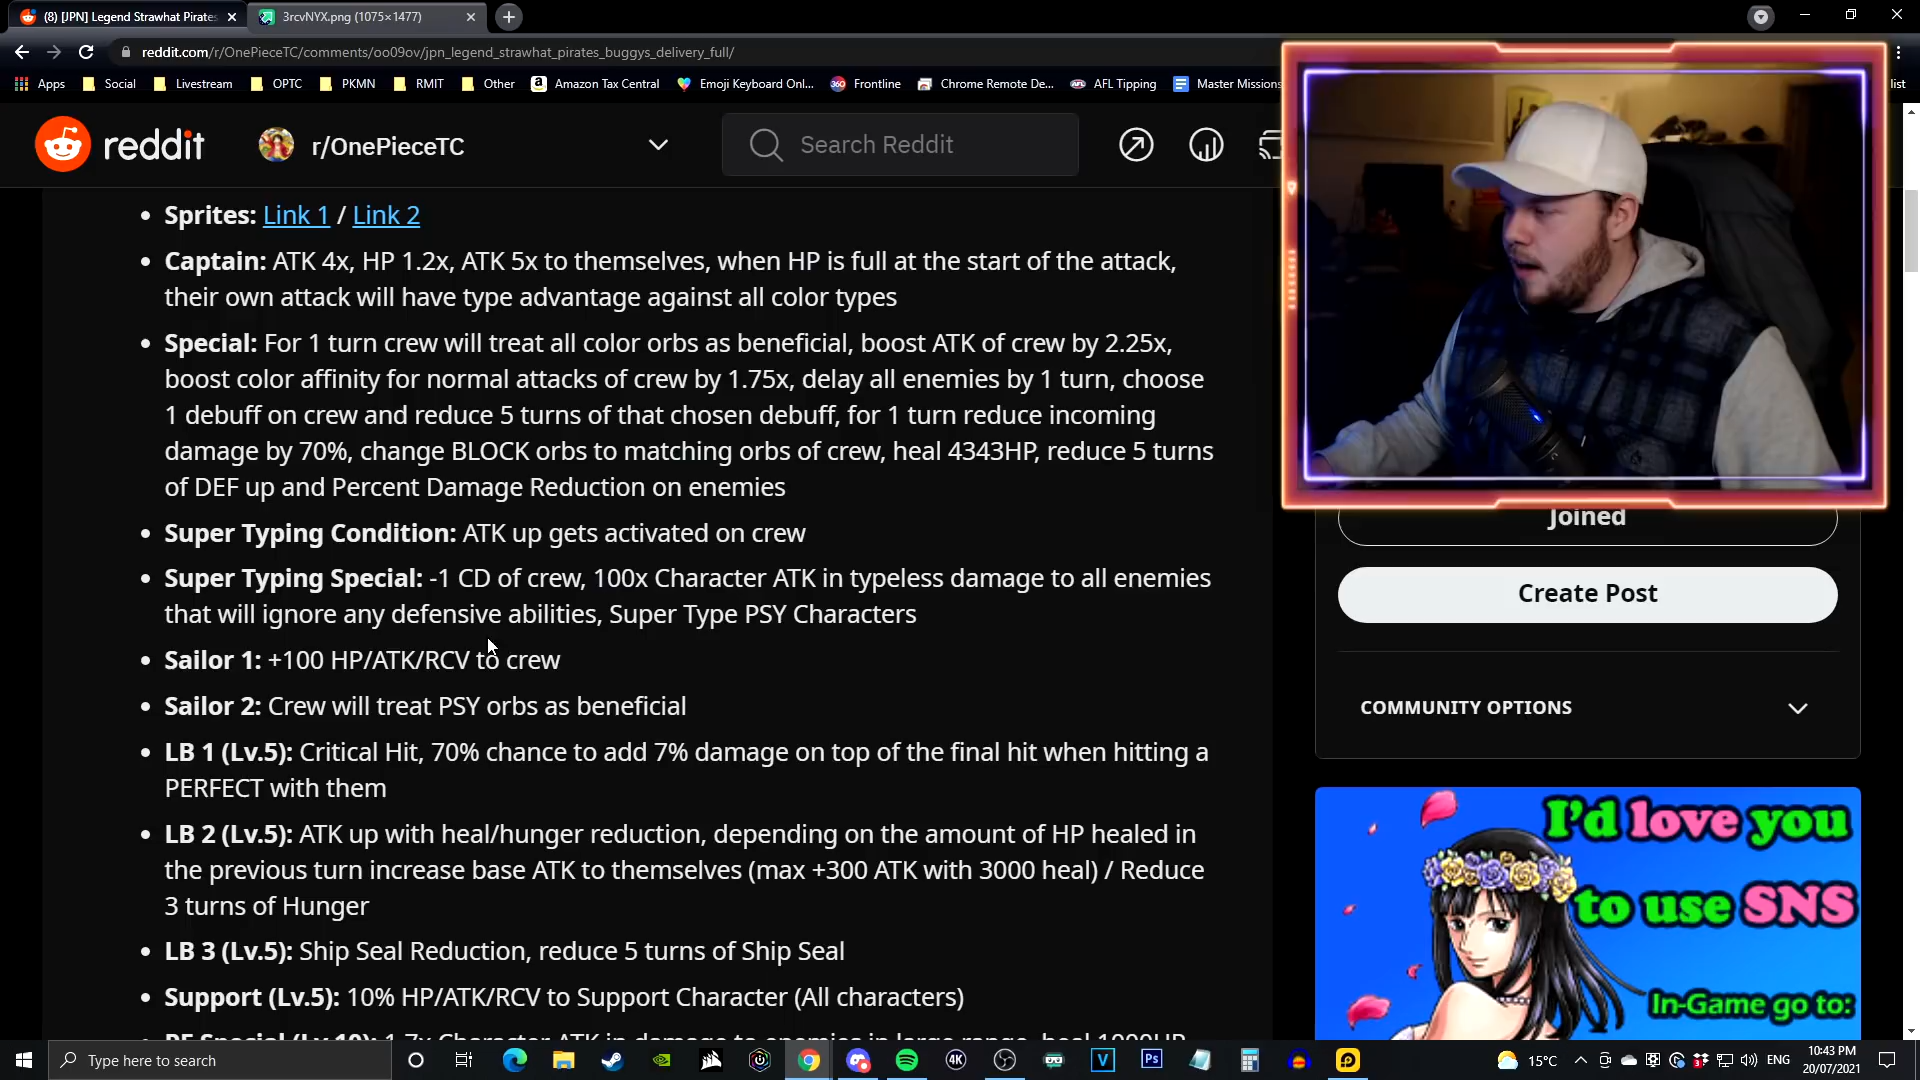 (8) [JPN] Legend Strawhat Pirates
3rcvNYX.png (1075×1477)
reddit.com/r/OnePieceTC/comments/oo09ov/jpn_legend_strawhat_pirates_buggys_delivery_full/
Apps Social Livestream OPTC PKMN RMIT Other Amazon Tax Central Emoji Keyboard Onl... Frontline Chrome Remote De... AFL Tipping Master Missions list
reddit r/OnePieceTC Search Reddit
• Sprites: Link 1 / Link 2
• Captain: ATK 4x, HP 1.2x, ATK 5x to themselves, when HP is full at the start of the attack,
their own attack will have type advantage against all color types
• Special: For 1 turn crew will treat all color orbs as beneficial, boost ATK of crew by 2.25x,
boost color affinity for normal attacks of crew by 1.75x, delay all enemies by 1 turn, choose
1 debuff on crew and reduce 5 turns of that chosen debuff, for 1 turn reduce incoming
damage by 70%, change BLOCK orbs to matching orbs of crew, heal 4343HP, reduce 5 turns
of DEF up and Percent Damage Reduction on enemies
• Super Typing Condition: ATK up gets activated on crew
• Super Typing Special: -1 CD of crew, 100x Character ATK in typeless damage to all enemies
that will ignore any defensive abilities, Super Type PSY Characters
• Sailor 1: +100 HP/ATK/RCV to crew
• Sailor 2: Crew will treat PSY orbs as beneficial
• LB 1 (Lv.5): Critical Hit, 70% chance to add 7% damage on top of the final hit when hitting a
PERFECT with them
• LB 2 (Lv.5): ATK up with heal/hunger reduction, depending on the amount of HP healed in
the previous turn increase base ATK to themselves (max +300 ATK with 3000 heal) / Reduce
3 turns of Hunger
• LB 3 (Lv.5): Ship Seal Reduction, reduce 5 turns of Ship Seal
• Support (Lv.5): 10% HP/ATK/RCV to Support Character (All characters)
Joined
Create Post
COMMUNITY OPTIONS
I'd love you
to use SNS
In-Game go to:
Type here to search
4K
V
Ps
15°C
ENG
10:43 PM
20/07/2021